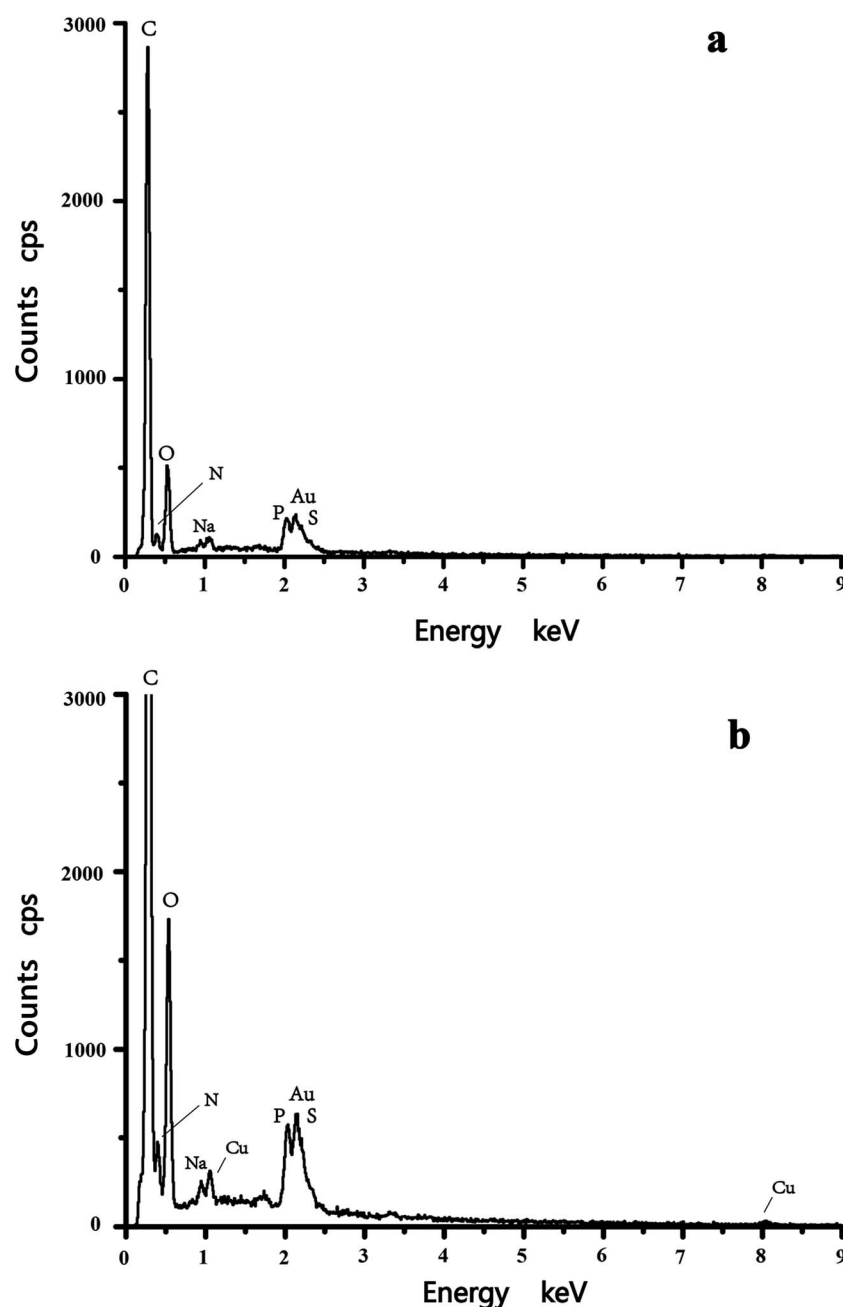 a
Counts cps
3000
2000
1000
0
C
O
N
Na
P
Au
S
0 1 2 3 4 5 6 7 8 9
Energy keV
b
Counts cps
3000
2000
1000
0
C
O
N
Na
Cu
P
Au
S
Cu
0 1 2 3 4 5 6 7 8 9
Energy keV